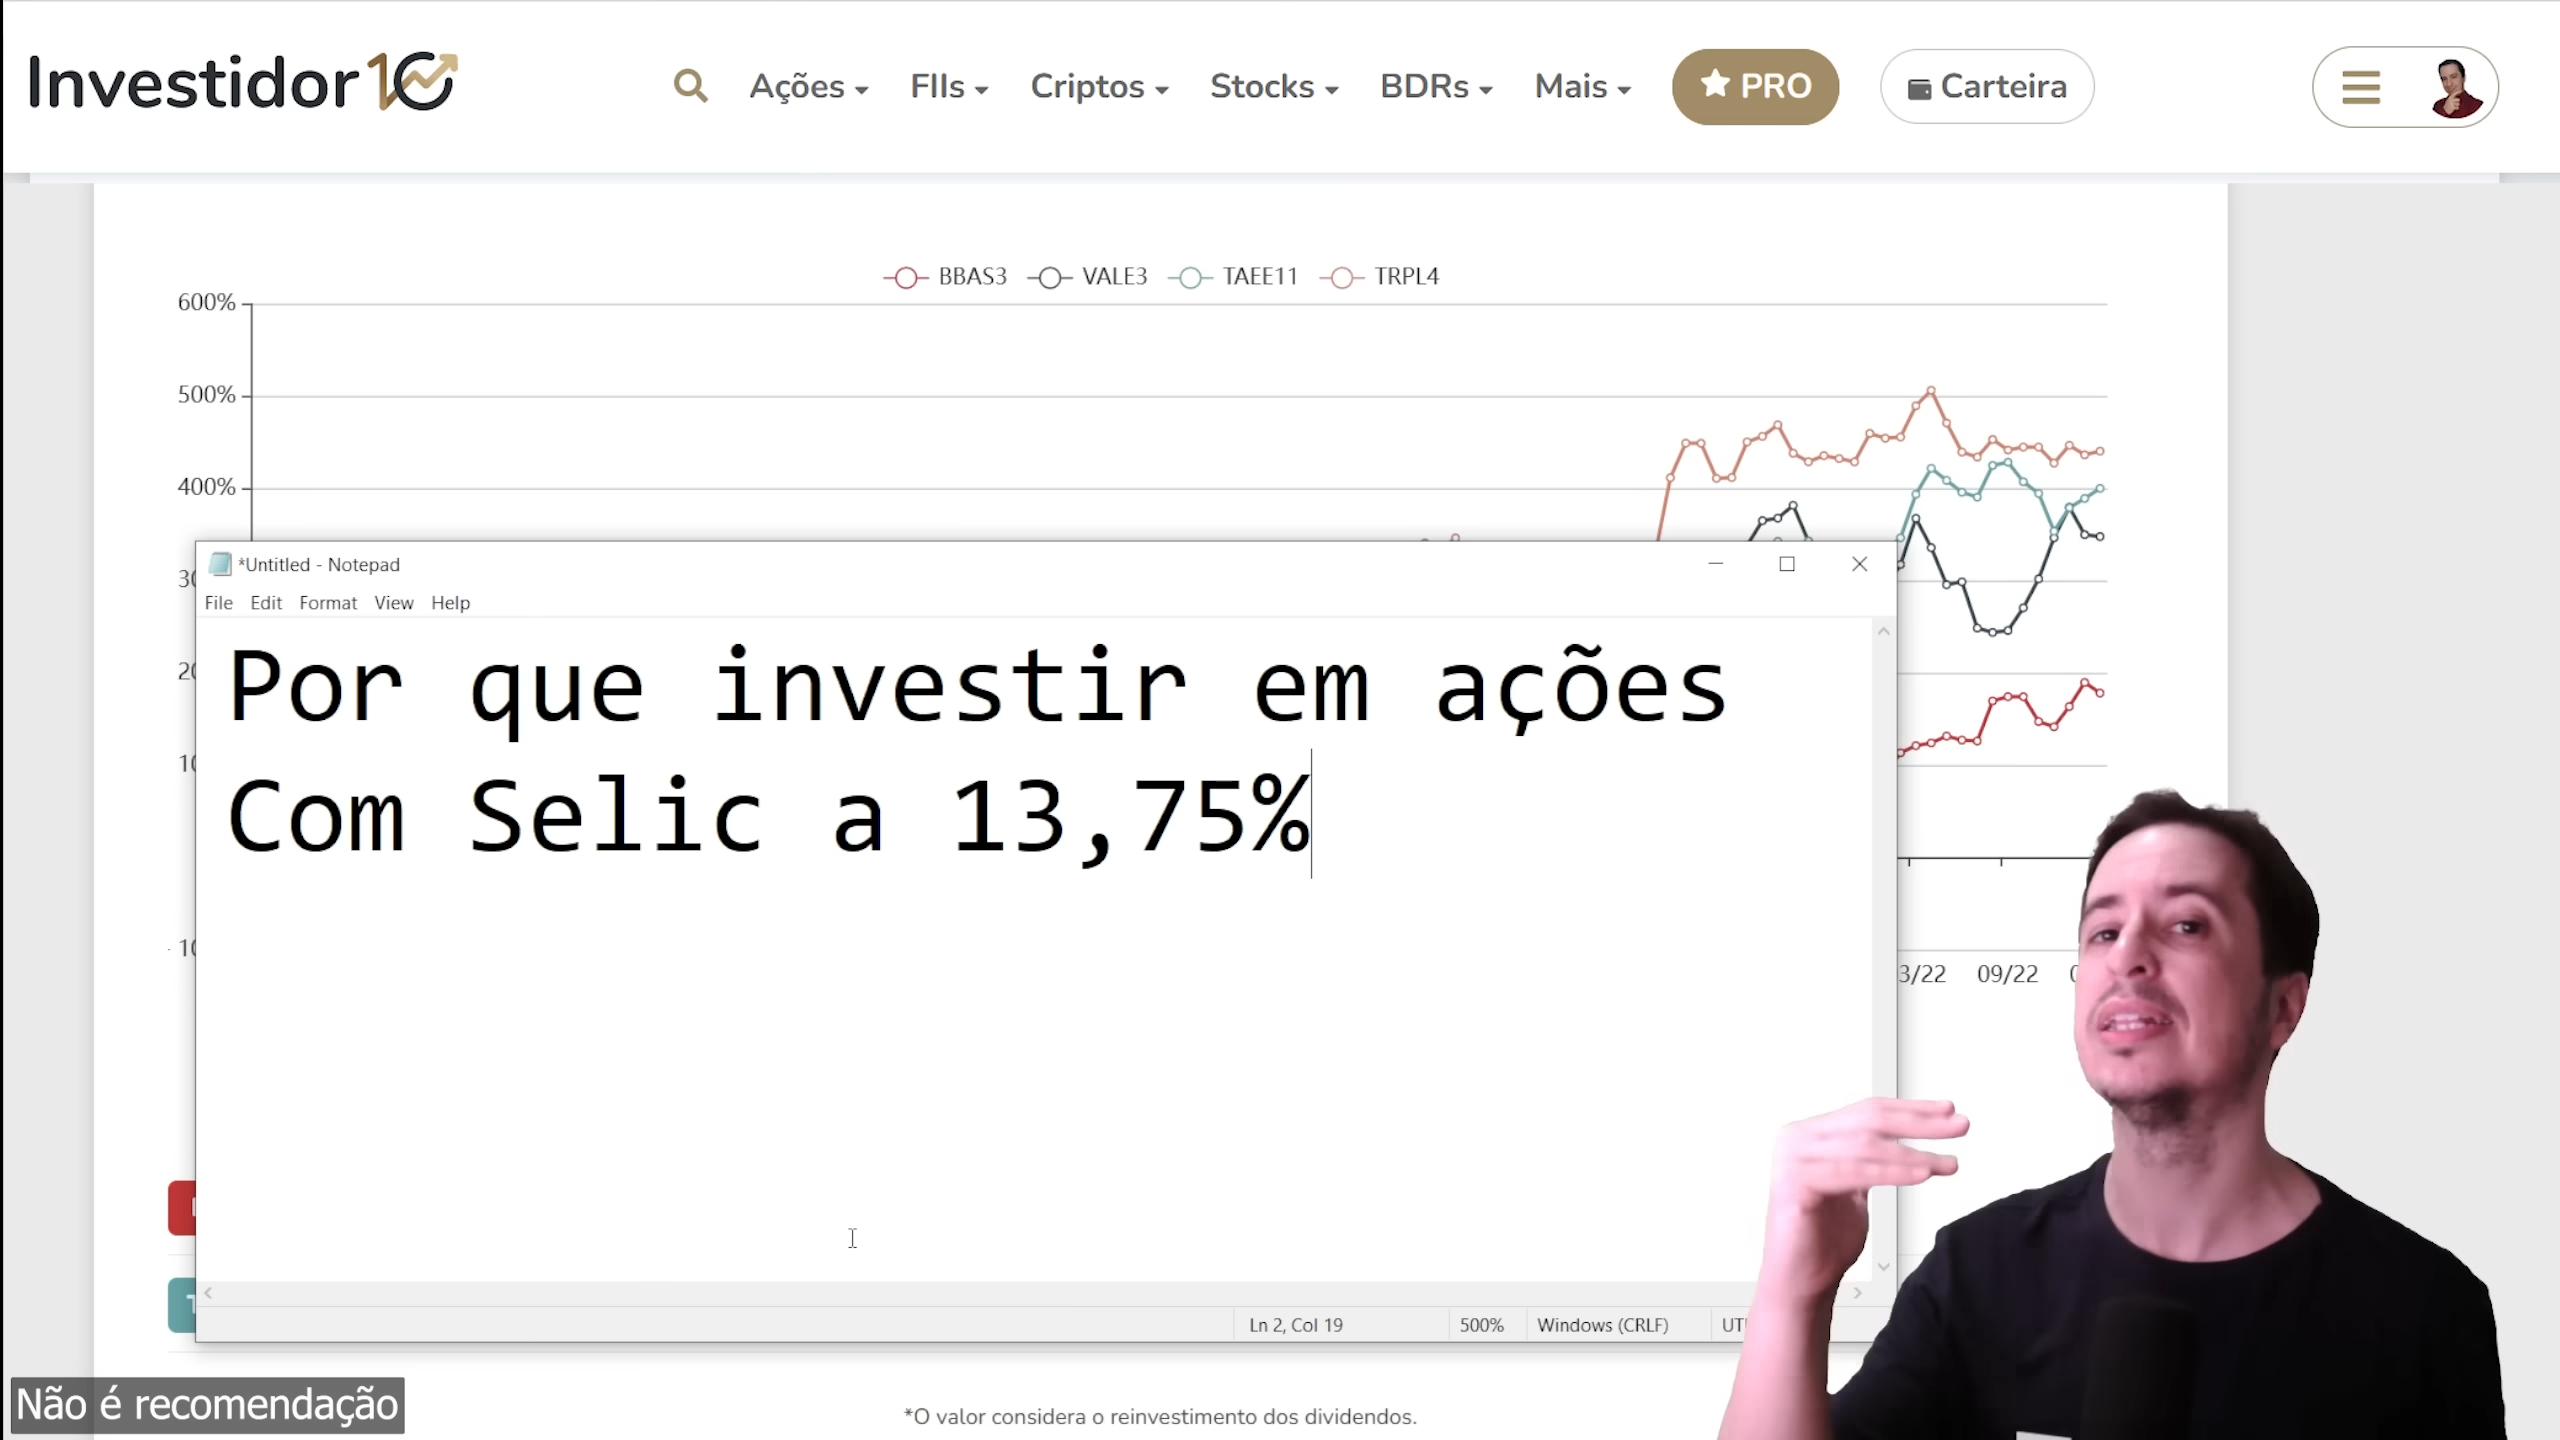 Investidor10
Ações
FIIs
Criptos
Stocks
BDRs
Mais
PRO
Carteira
BBAS3
VALE3
TAEE11
TRPL4
600%
500%
400%
*Untitled - Notepad
File Edit Format View Help
Por que investir em ações
Com Selic a 13,75%
09/22
Ln 2, Col 19
500%
Windows (CRLF)
Não é recomendação
*O valor considera o reinvestimento dos dividendos.